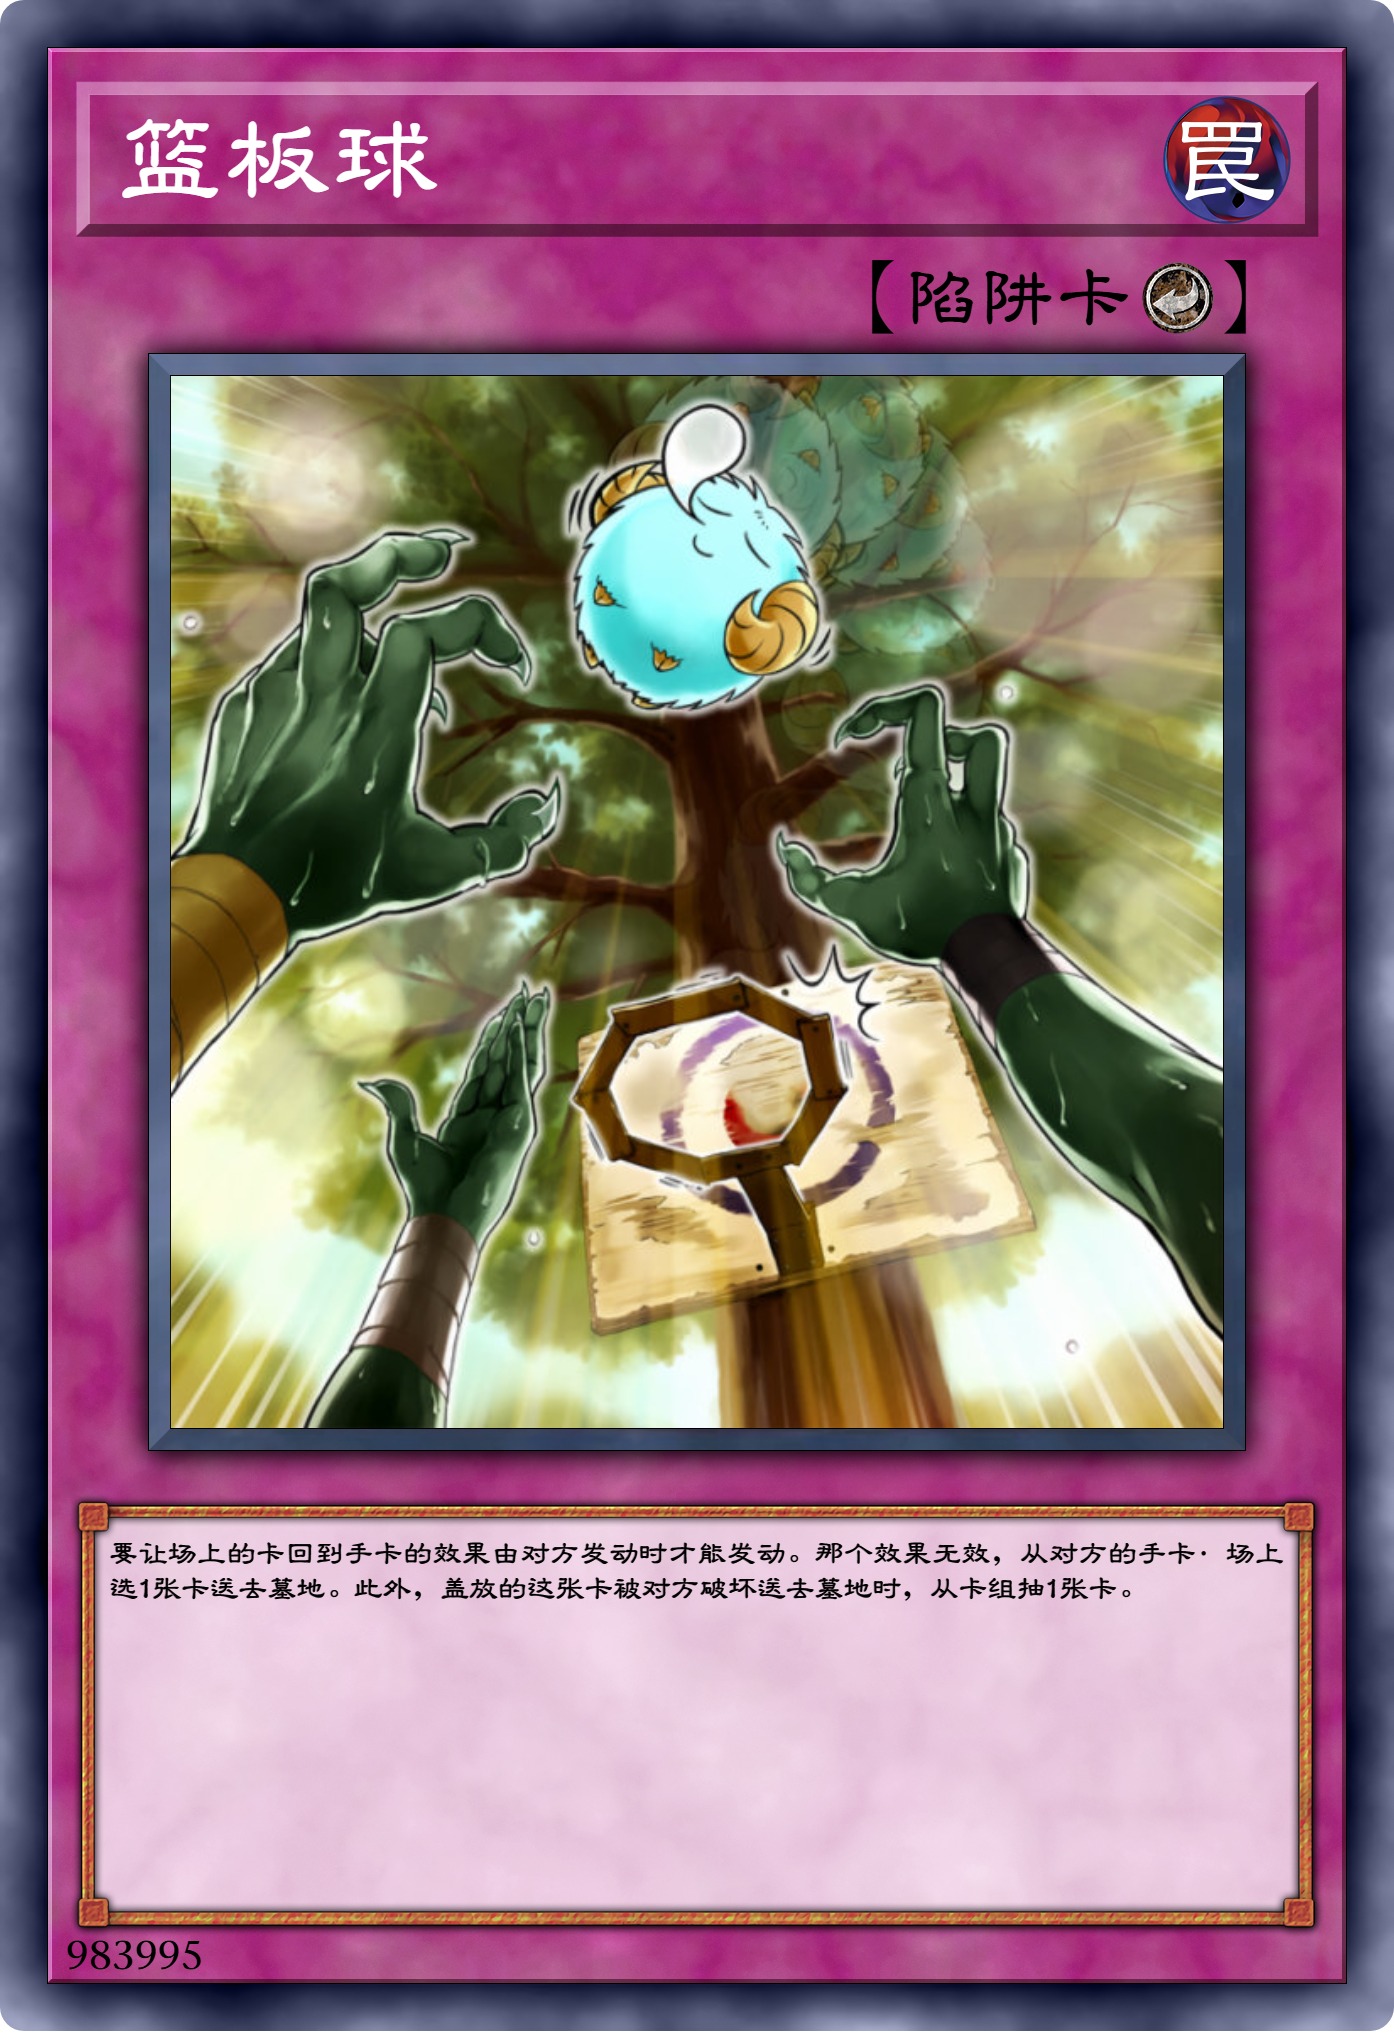 篮板球
罠
【陷阱卡】
要让场上的卡回到手卡的效果由对方发动时才能发动。那个效果无效，从对方的手卡·场上
选1张卡送去墓地。此外，盖放的这张卡被对方破坏送去墓地时，从卡组抽1张卡。
983995